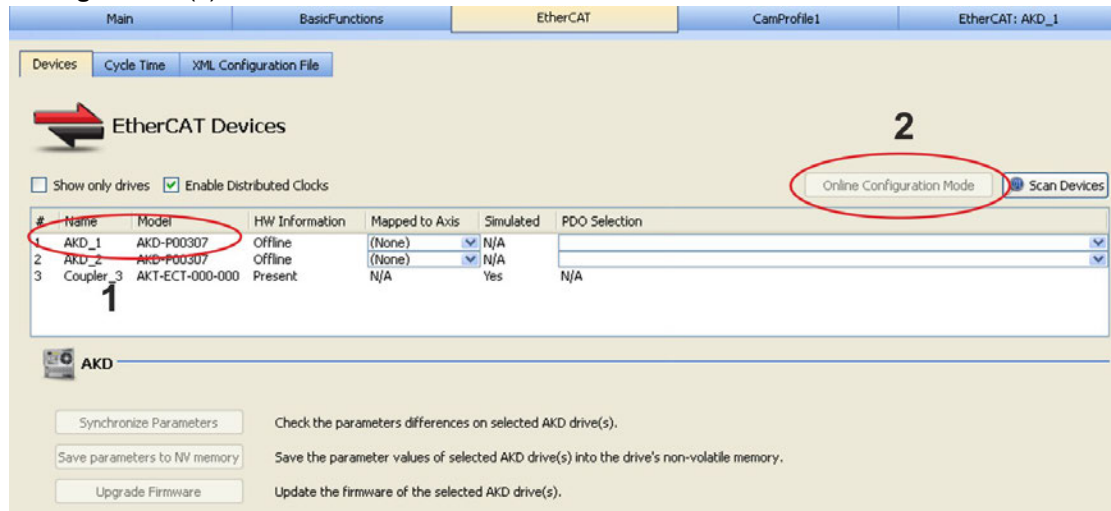 Main BasicFunctions EtherCAT CamProfile1 EtherCAT: AKD_1
Devices Cycle Time XML Configuration File
EtherCAT Devices
2
Show only drives Enable Distributed Clocks Online Configuration Mode Scan Devices
# Name Model HW Information Mapped to Axis Simulated PDO Selection
1 AKD_1 AKD-P00307 Offline (None) N/A
2 AKD_2 AKD-P00307 Offline (None) N/A
3 Coupler_3 AKT-ECT-000-000 Present N/A Yes N/A
1
AKD
Synchronize Parameters Check the parameters differences on selected AKD drive(s).
Save parameters to NV memory Save the parameter values of selected AKD drive(s) into the drive's non-volatile memory.
Upgrade Firmware Update the firmware of the selected AKD drive(s).